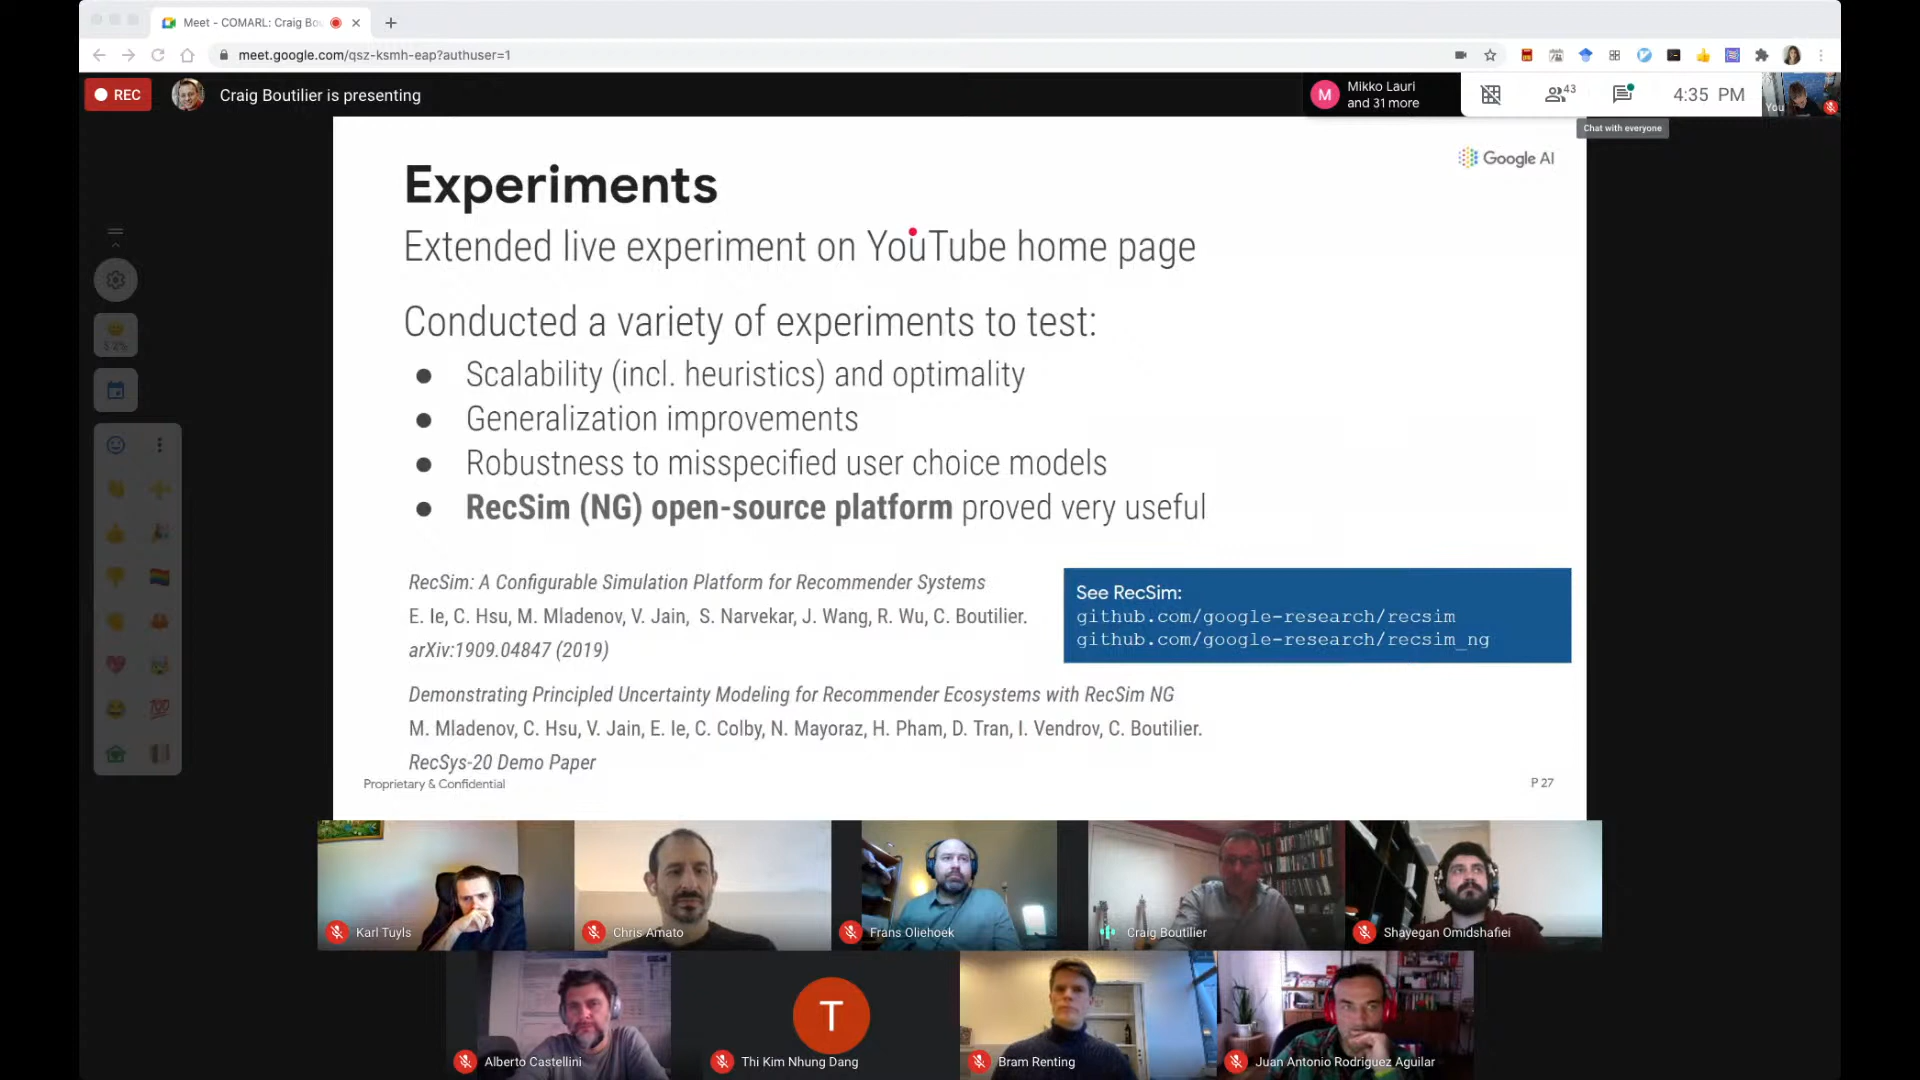 Meet - COMARL: Craig Bo
meet.google.com/qsz-ksmh-eap?authuser=1
REC
Craig Boutilier is presenting
M
Mikko Lauri
and 31 more
43
4:35 PM
You
Chat with everyone
Google AI
Experiments
Extended live experiment on YouTube home page
Conducted a variety of experiments to test:
● Scalability (incl. heuristics) and optimality
● Generalization improvements
● Robustness to misspecified user choice models
● RecSim (NG) open-source platform proved very useful
RecSim: A Configurable Simulation Platform for Recommender Systems
E. Ie, C. Hsu, M. Mladenov, V. Jain, S. Narvekar, J. Wang, R. Wu, C. Boutilier.
arXiv:1909.04847 (2019)
See RecSim:
github.com/google-research/recsim
github.com/google-research/recsim_ng
Demonstrating Principled Uncertainty Modeling for Recommender Ecosystems with RecSim NG
M. Mladenov, C. Hsu, V. Jain, E. Ie, C. Colby, N. Mayoraz, H. Pham, D. Tran, I. Vendrov, C. Boutilier.
RecSys-20 Demo Paper
Proprietary & Confidential
P 27
Karl Tuyls
Chris Amato
Frans Oliehoek
Craig Boutilier
Shayegan Omidshafiei
T
Alberto Castellini
Thi Kim Nhung Dang
Bram Renting
Juan Antonio Rodriguez Aguilar